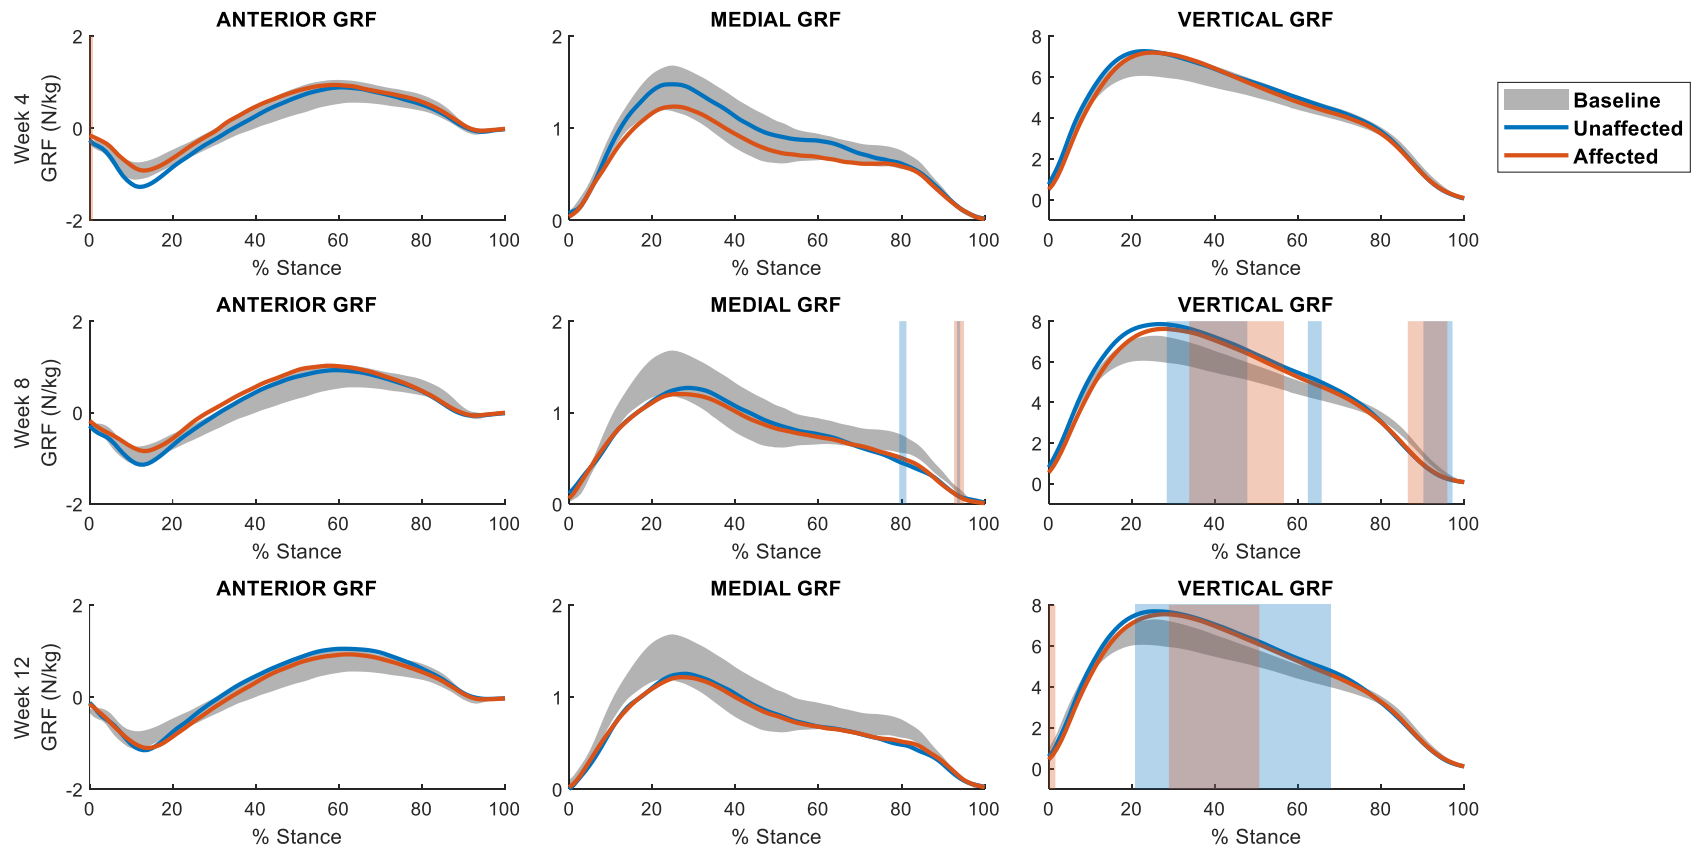 ANTERIOR GRF
MEDIAL GRF
VERTICAL GRF
Week 4
GRF (N/kg)
2
0
-2
0 20 40 60 80 100
% Stance
2
1
0
0 20 40 60 80 100
% Stance
8
6
4
2
0
0 20 40 60 80 100
% Stance
Baseline
Unaffected
Affected
ANTERIOR GRF
MEDIAL GRF
VERTICAL GRF
Week 8
GRF (N/kg)
2
0
-2
0 20 40 60 80 100
% Stance
2
1
0
0 20 40 60 80 100
% Stance
8
6
4
2
0
0 20 40 60 80 100
% Stance
ANTERIOR GRF
MEDIAL GRF
VERTICAL GRF
Week 12
GRF (N/kg)
2
0
-2
0 20 40 60 80 100
% Stance
2
1
0
0 20 40 60 80 100
% Stance
8
6
4
2
0
0 20 40 60 80 100
% Stance